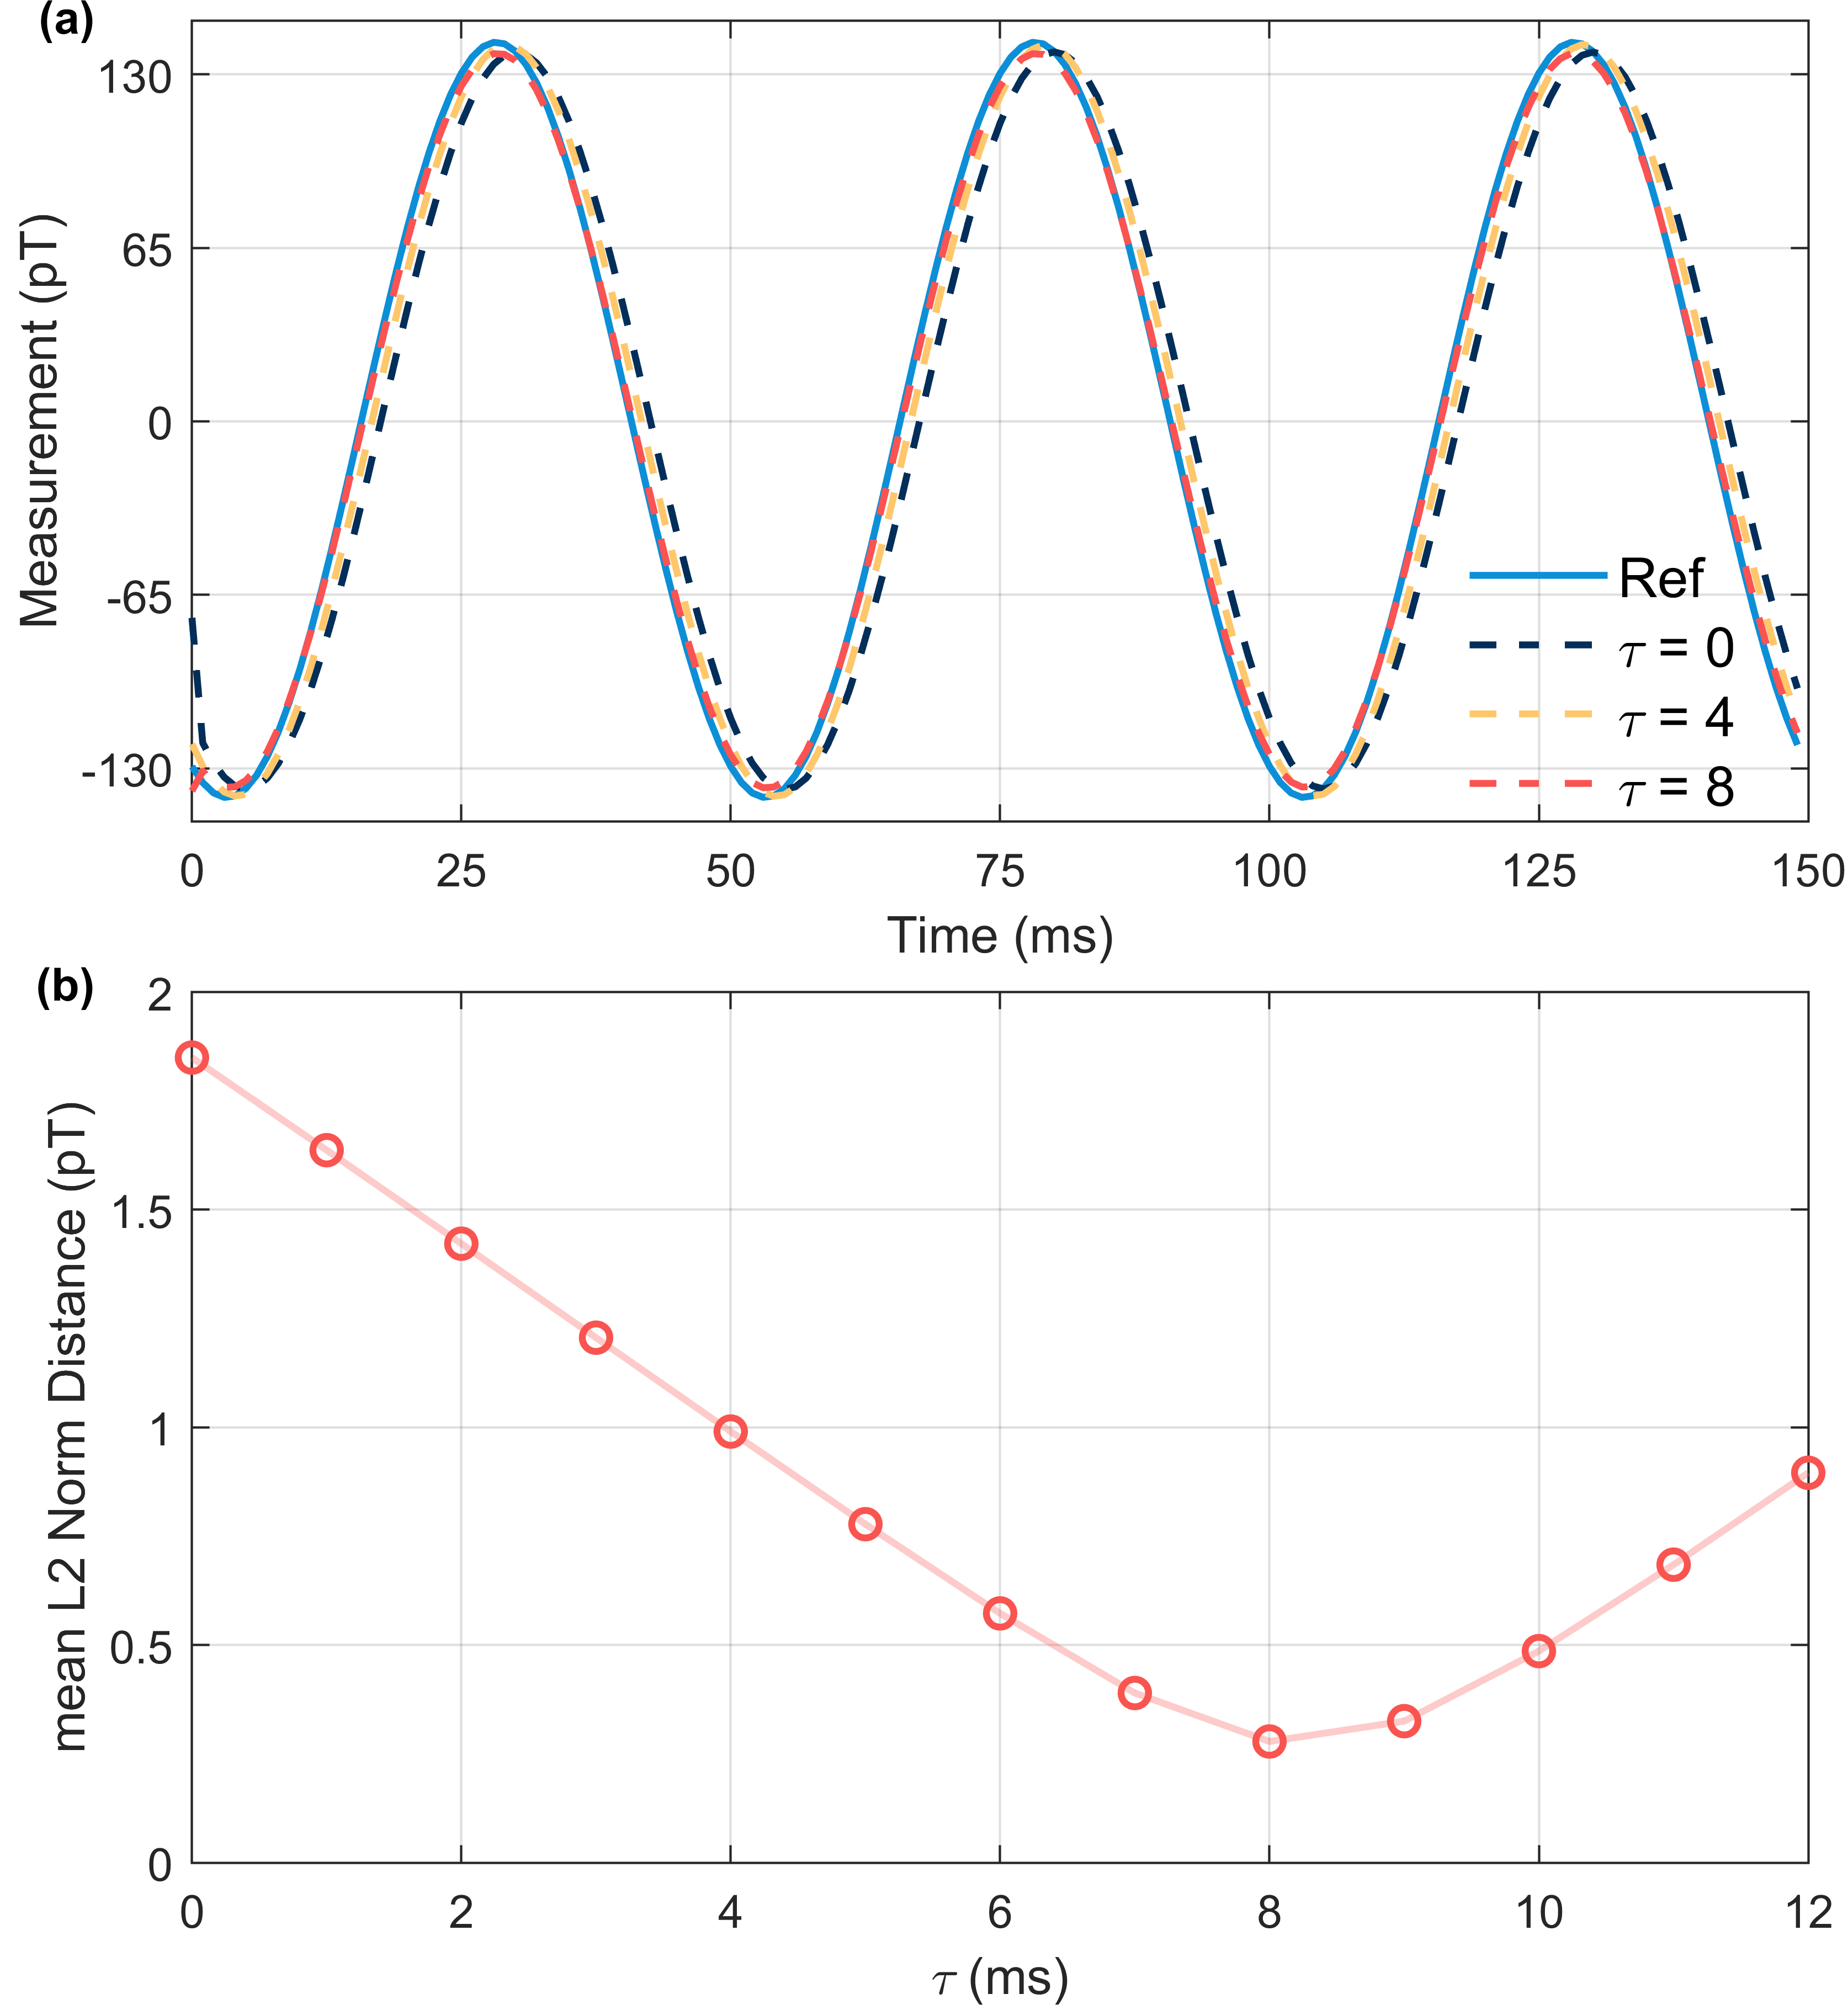 (a)
Measurement (pT)
130
65
0
-65
-130
Ref
τ = 0
τ = 4
τ = 8
0 25 50 75 100 125 150
Time (ms)
(b)
mean L2 Norm Distance (pT)
2
1.5
1
0.5
0
0 2 4 6 8 10 12
τ (ms)